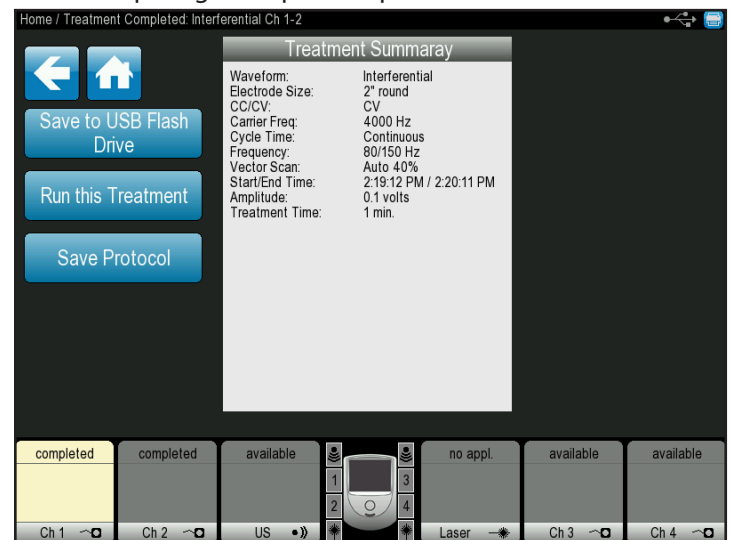 Home / Treatment Completed: Interferential Ch 1-2
Treatment Summaray
Save to USB Flash
Drive
Run this Treatment
Save Protocol
Waveform: Interferential
Electrode Size: 2" round
CC/CV: CV
Carrier Freq: 4000 Hz
Cycle Time: Continuous
Frequency: 80/150 Hz
Vector Scan: Auto 40%
Start/End Time: 2:19:12 PM / 2:20:11 PM
Amplitude: 0.1 volts
Treatment Time: 1 min.
completed completed available no appl. available available
1 3
2 4
Ch 1 Ch 2 US Laser Ch 3 Ch 4